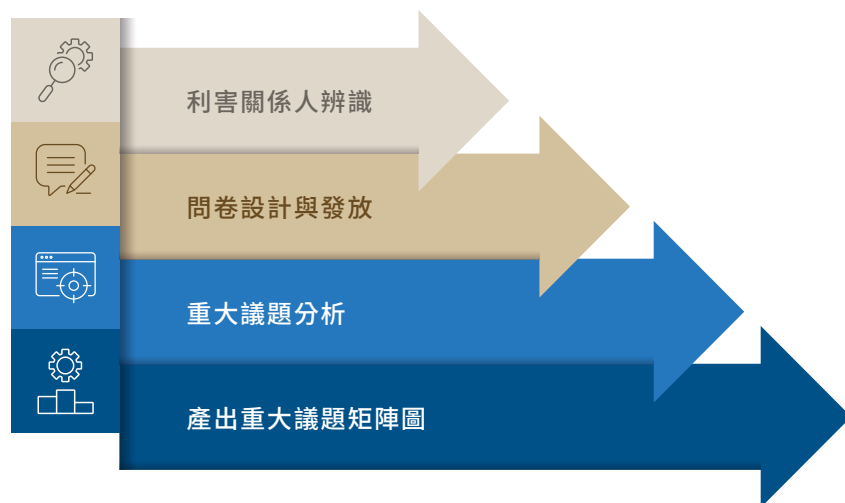 利害關係人辨識
問卷設計與發放
重大議題分析
產出重大議題矩陣圖